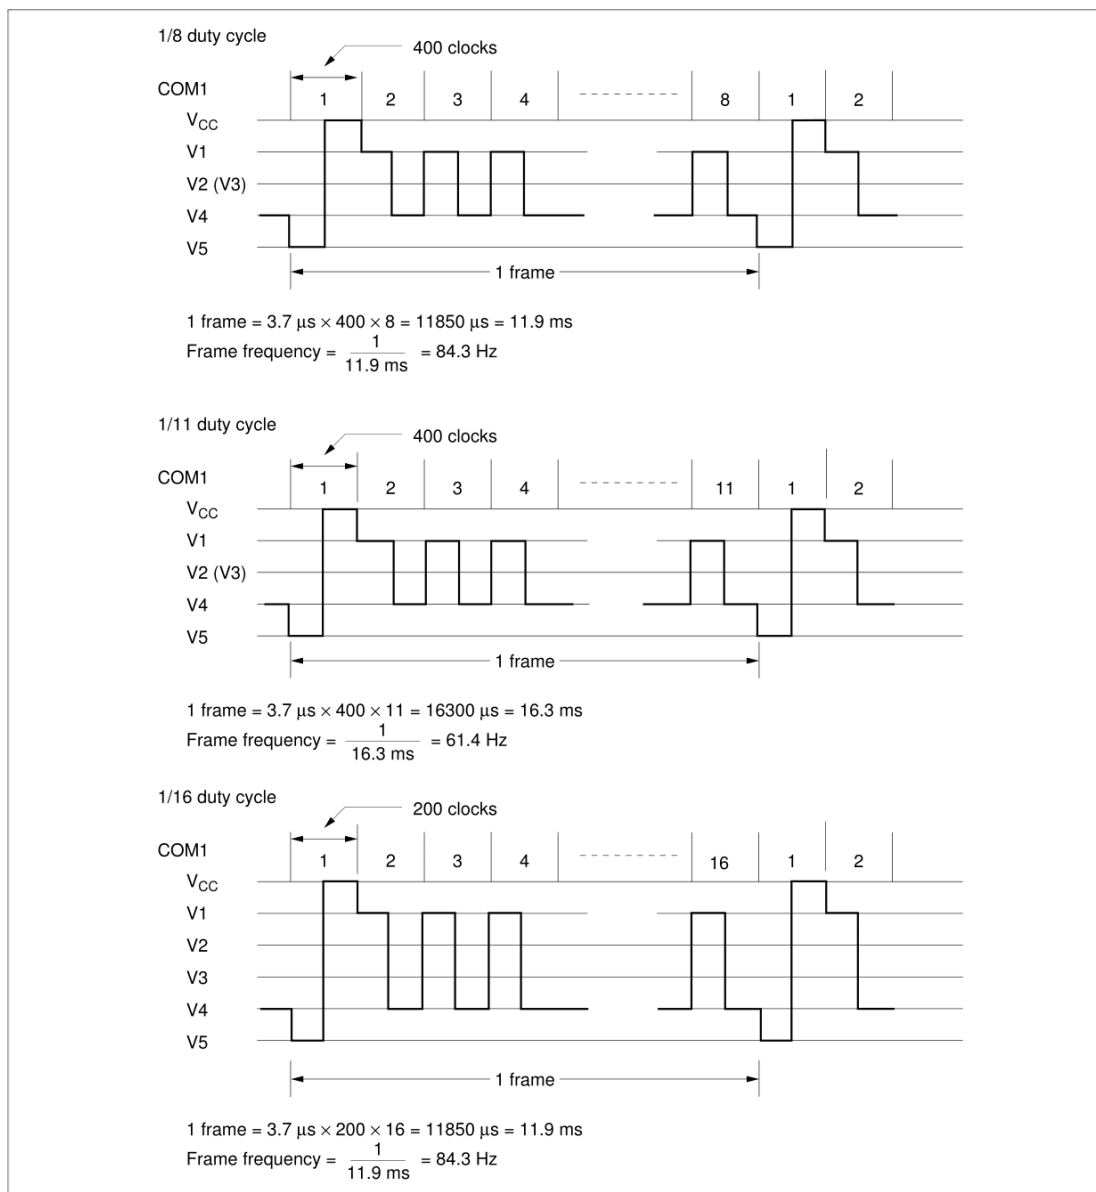 1/8 duty cycle
400 clocks
COM1
1 2 3 4 8 1 2
VCC
V1
V2 (V3)
V4
V5
1 frame
1 frame = 3.7 μs × 400 × 8 = 11850 μs = 11.9 ms
Frame frequency = 1 / 11.9 ms = 84.3 Hz
1/11 duty cycle
400 clocks
COM1
1 2 3 4 11 1 2
VCC
V1
V2 (V3)
V4
V5
1 frame
1 frame = 3.7 μs × 400 × 11 = 16300 μs = 16.3 ms
Frame frequency = 1 / 16.3 ms = 61.4 Hz
1/16 duty cycle
200 clocks
COM1
1 2 3 4 16 1 2
VCC
V1
V2
V3
V4
V5
1 frame
1 frame = 3.7 μs × 200 × 16 = 11850 μs = 11.9 ms
Frame frequency = 1 / 11.9 ms = 84.3 Hz